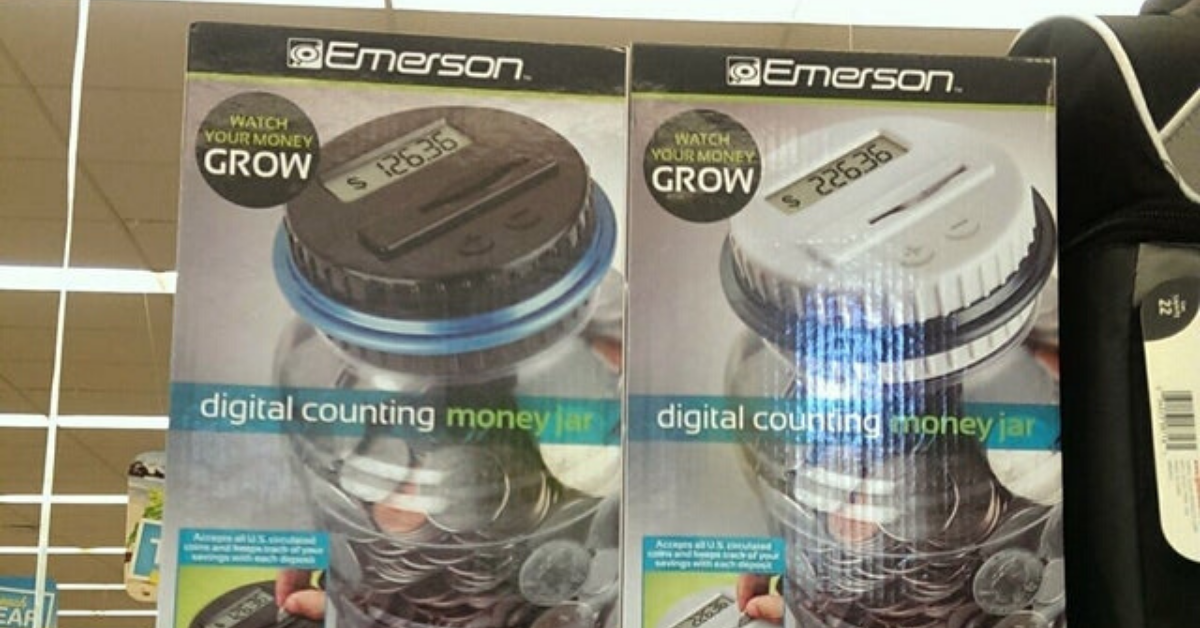 Emerson
WATCH
YOUR MONEY
GROW
$ 126.36
digital counting money jar
Accepts all U.S. circulated
coins and keeps track of your
savings with each deposit
Emerson
WATCH
YOUR MONEY
GROW
$ 226.36
digital counting money jar
Accepts all U.S. circulated
coins and keeps track of your
savings with each deposit
22